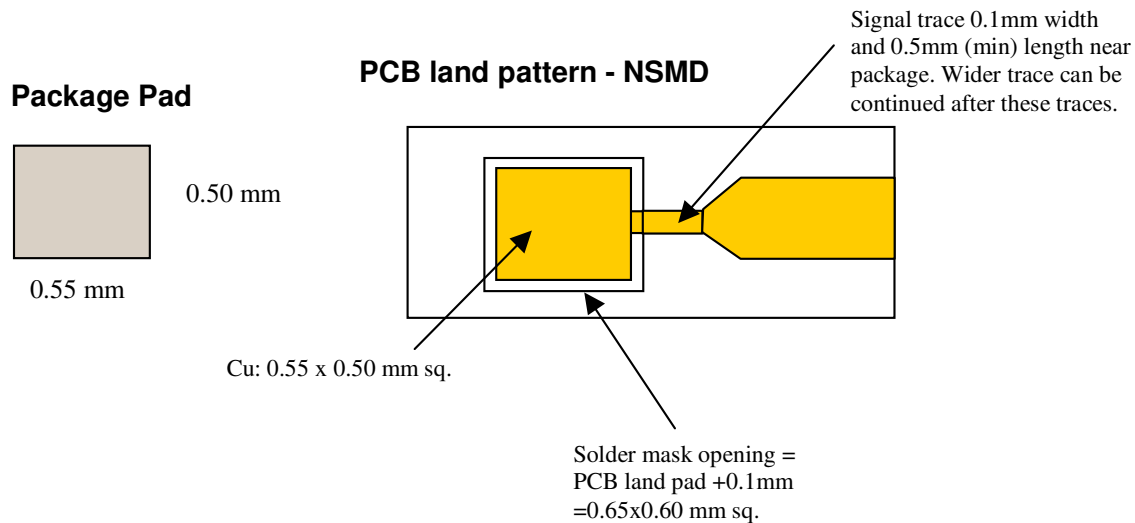 Signal trace 0.1mm width
and 0.5mm (min) length near
package. Wider trace can be
continued after these traces.
PCB land pattern - NSMD
Package Pad
0.50 mm
0.55 mm
Cu: 0.55 x 0.50 mm sq.
Solder mask opening =
PCB land pad +0.1mm
=0.65x0.60 mm sq.